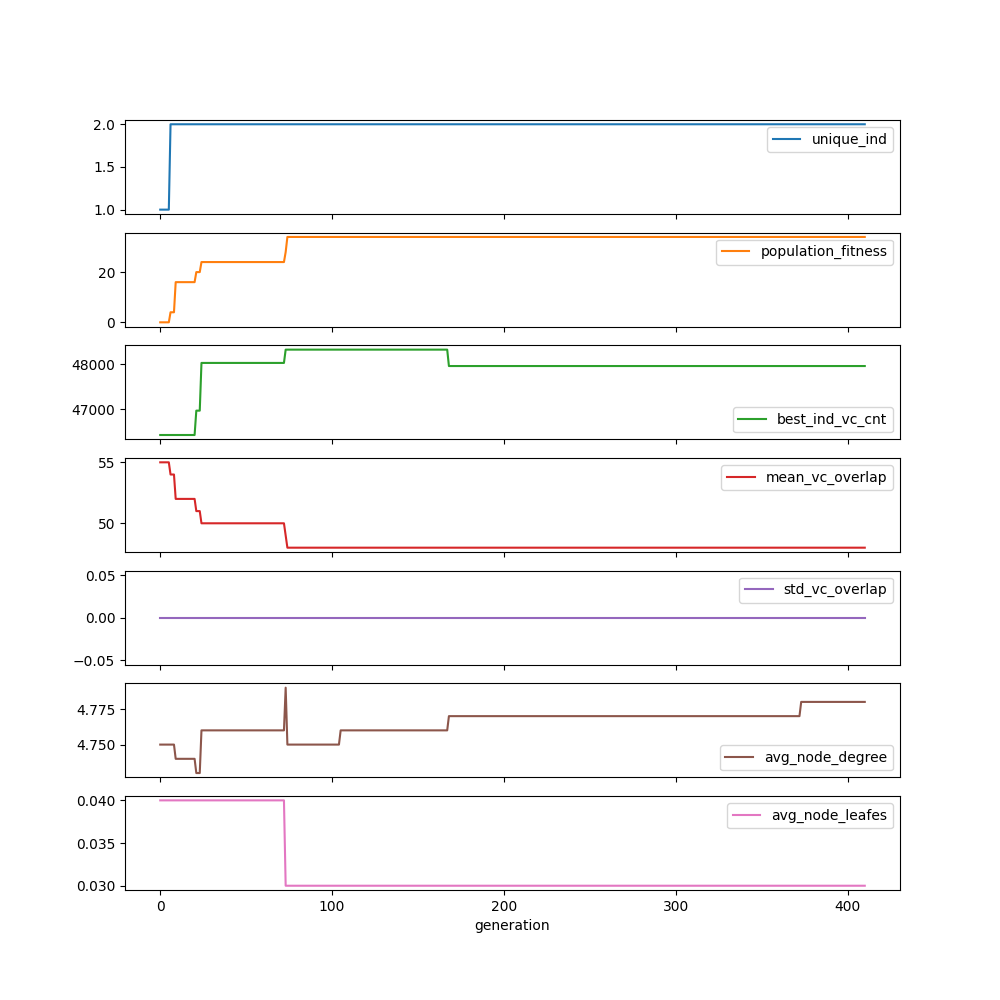 2.0
1.5
1.0
unique_ind
20
0
population_fitness
48000
47000
best_ind_vc_cnt
55
50
mean_vc_overlap
0.05
0.00
−0.05
std_vc_overlap
4.775
4.750
avg_node_degree
0.040
0.035
0.030
avg_node_leafes
0 100 200 300 400
generation